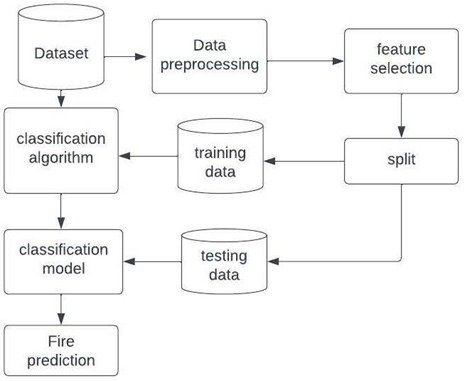 Dataset
Data
preprocessing
feature
selection
classification
algorithm
training
data
split
classification
model
testing
data
Fire
prediction